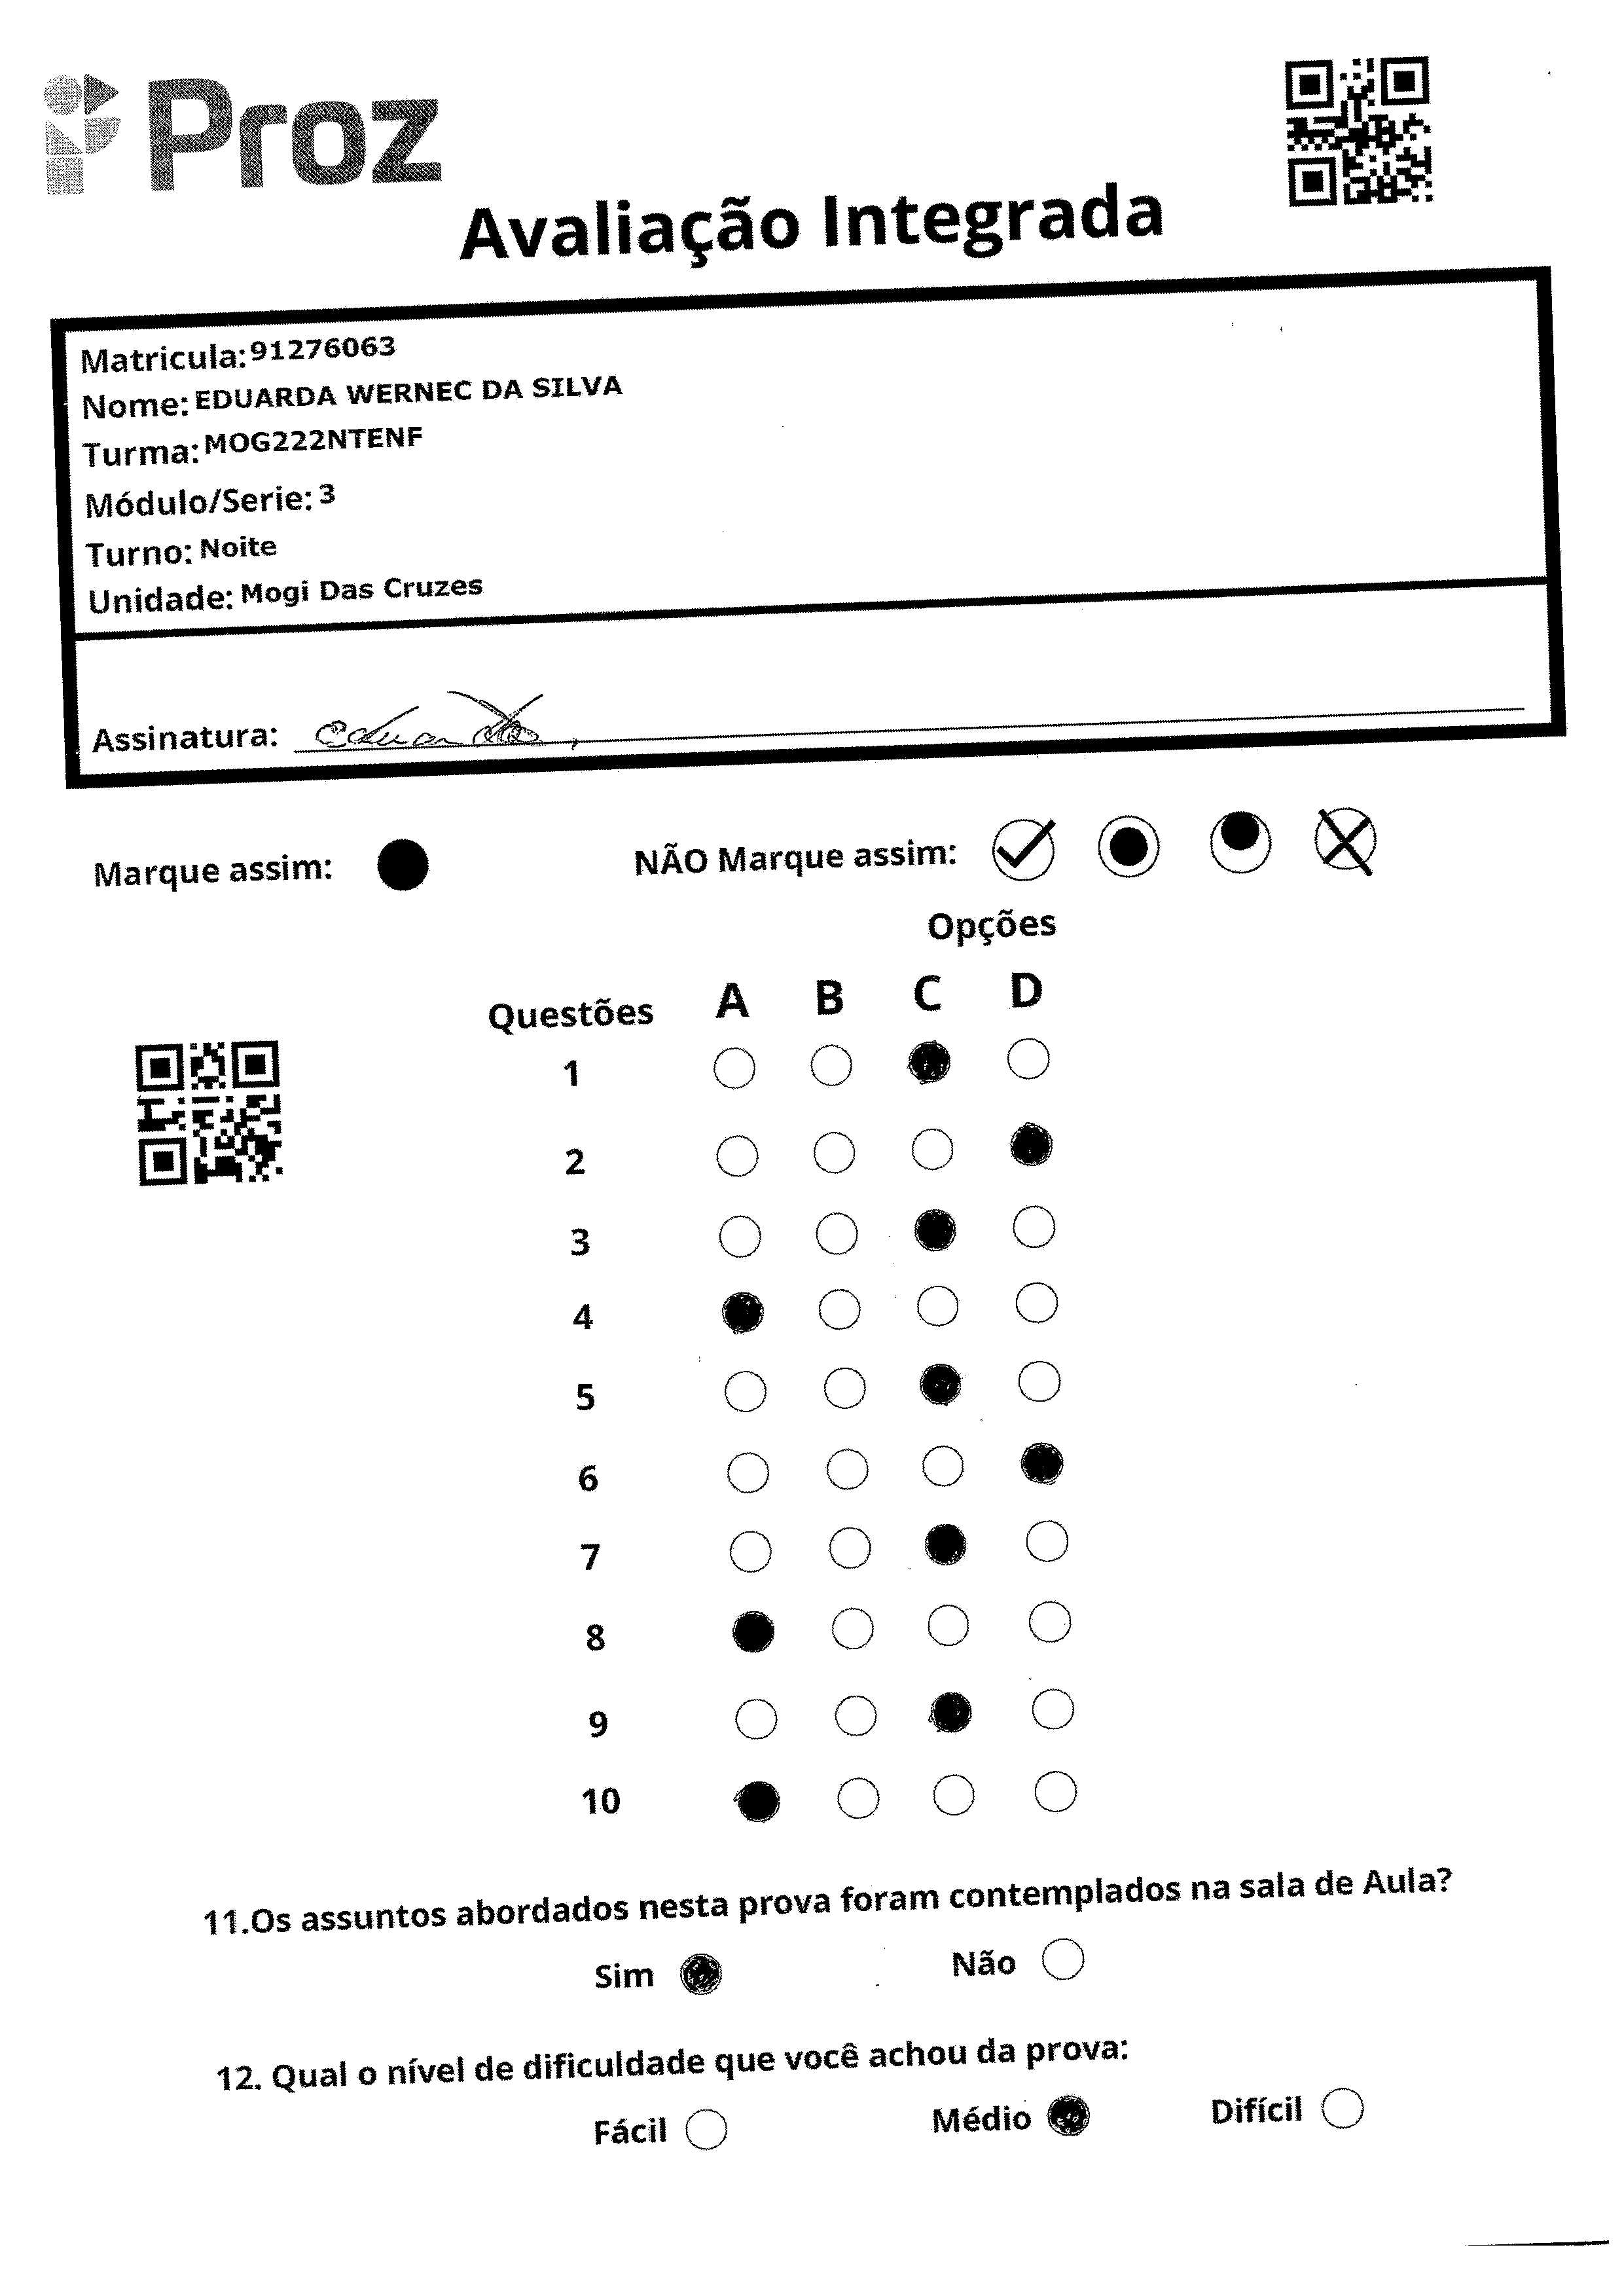 Proz
Avaliação Integrada
Matricula: 91276063
Nome: EDUARDA WERNEC DA SILVA
Turma: MOG222NTENF
Módulo/Serie: 3
Turno: Noite
Unidade: Mogi Das Cruzes
Assinatura: Eduarda
Marque assim: NÃO Marque assim:
Opções
Questões A B C D
1
2
3
4
5
6
7
8
9
10
11.Os assuntos abordados nesta prova foram contemplados na sala de Aula?
Sim Não
12. Qual o nível de dificuldade que você achou da prova:
Fácil Médio Difícil